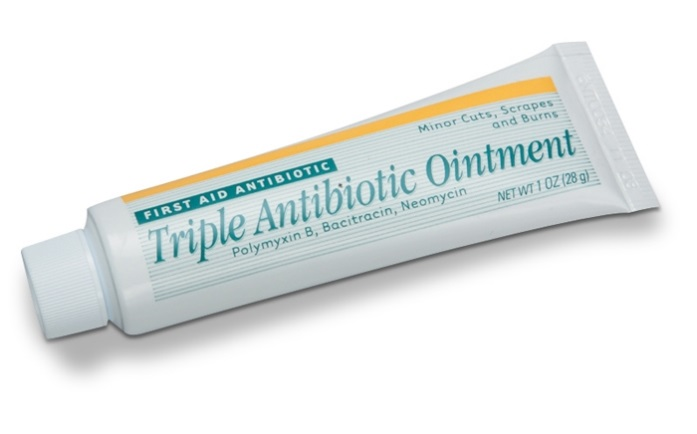 Minor Cuts, Scrapes
and Burns
FIRST AID ANTIBIOTIC
Triple Antibiotic Ointment
Polymyxin B, Bacitracin, Neomycin
NET WT 1 OZ (28 g)